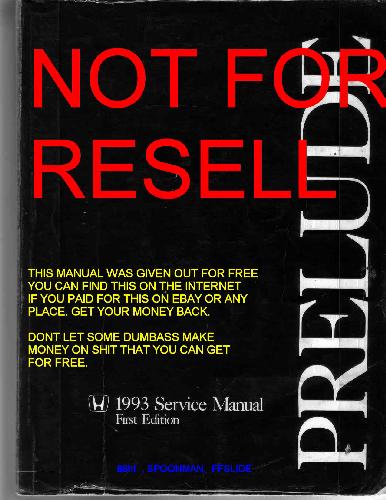 NOT FOR
RESELL
PRELUDE
THIS MANUAL WAS GIVEN OUT FOR FREE
YOU CAN FIND THIS ON THE INTERNET
IF YOU PAID FOR THIS ON EBAY OR ANY
PLACE. GET YOUR MONEY BACK.
DONT LET SOME DUMBASS MAKE
MONEY ON SHIT THAT YOU CAN GET
FOR FREE.
1993 Service Manual
First Edition
SPOONMAN, FFSLIDE